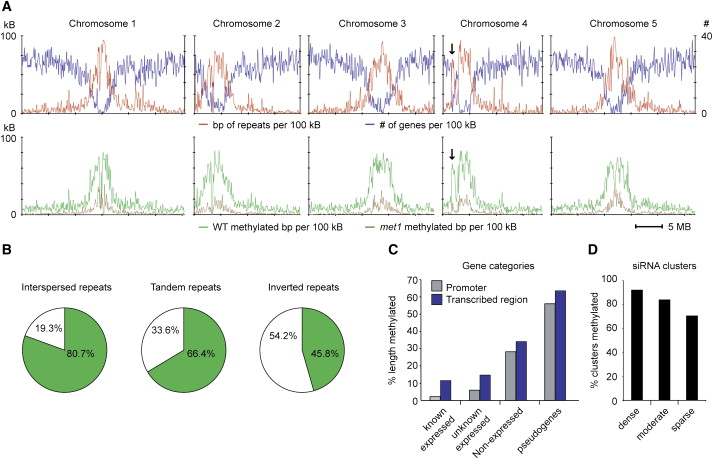 A
Chromosome 1
Chromosome 2
Chromosome 3
Chromosome 4
Chromosome 5
kB
#
100
40
0
0
bp of repeats per 100 kB
# of genes per 100 kB
kB
100
0
WT methylated bp per 100 kB
met1 methylated bp per 100 kB
5 MB
B
Interspersed repeats
Tandem repeats
Inverted repeats
19.3%
80.7%
33.6%
66.4%
54.2%
45.8%
C
Gene categories
Promoter
Transcribed region
% length methylated
70
60
50
40
30
20
10
0
known expressed
unknown expressed
Non-expressed
pseudogenes
D
siRNA clusters
% clusters methylated
100
80
60
40
20
0
dense
moderate
sparse